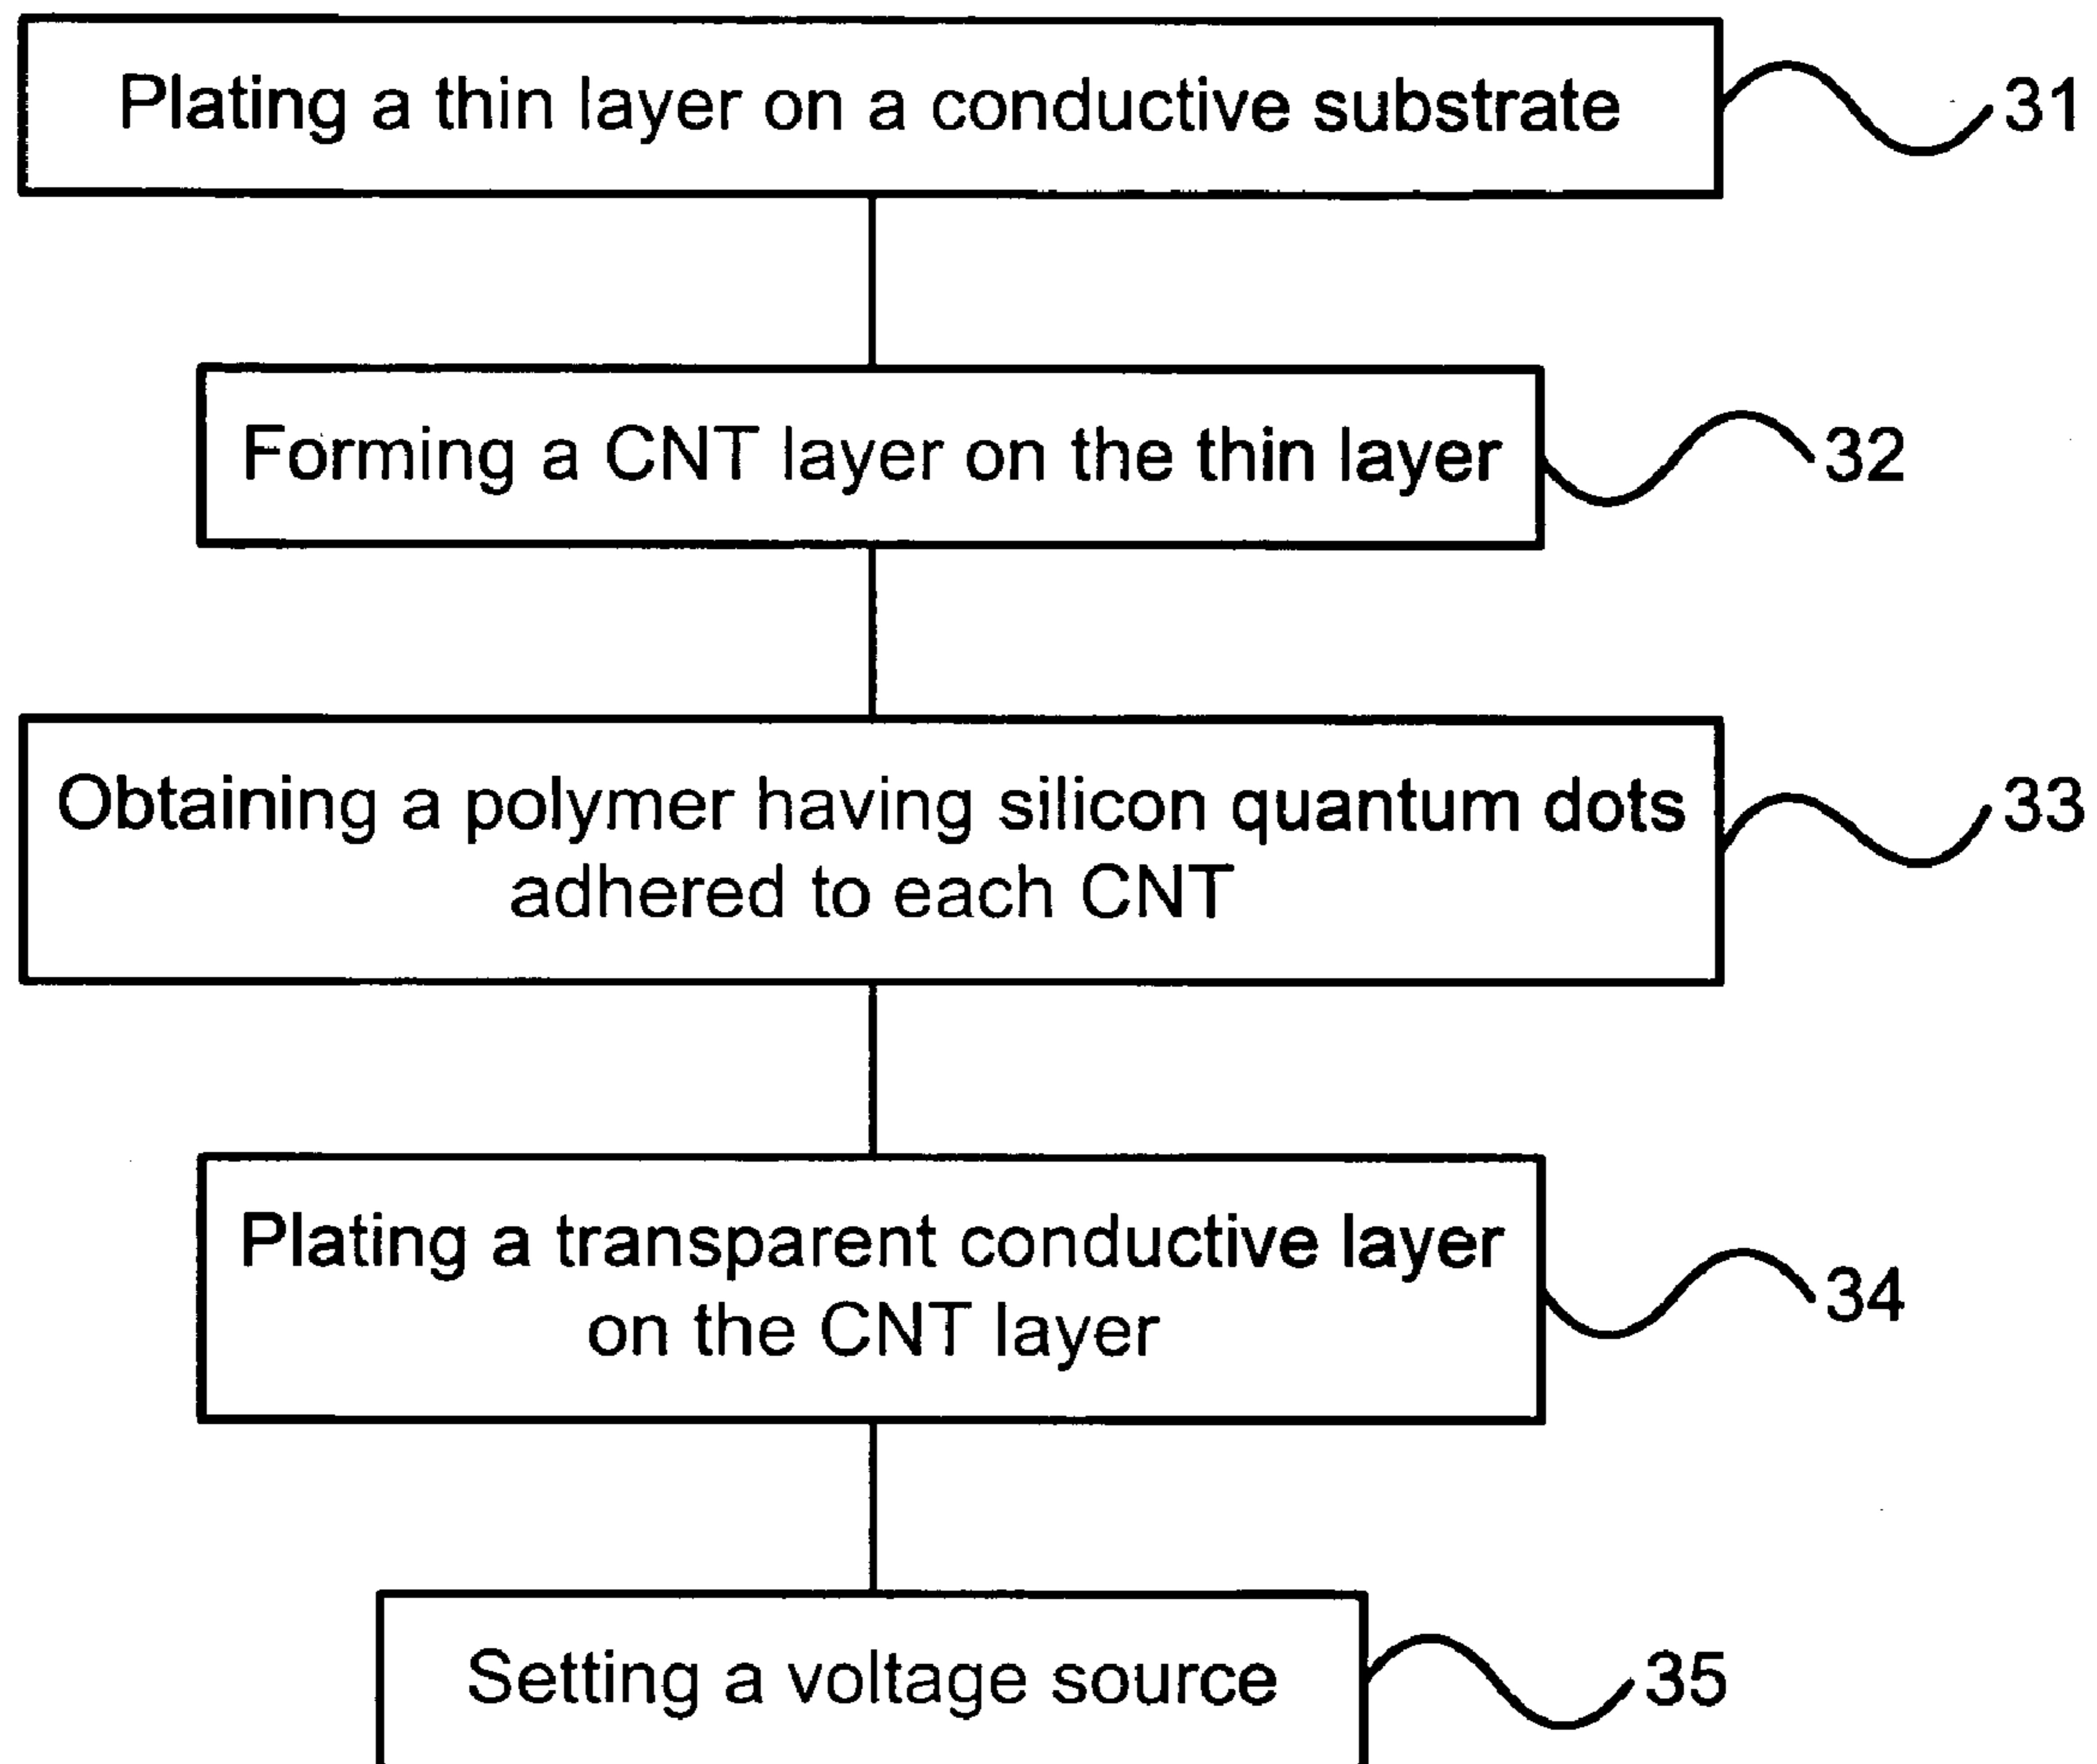 Plating a thin layer on a conductive substrate
31
Forming a CNT layer on the thin layer
32
Obtaining a polymer having silicon quantum dots
adhered to each CNT
33
Plating a transparent conductive layer
on the CNT layer
34
Setting a voltage source
35